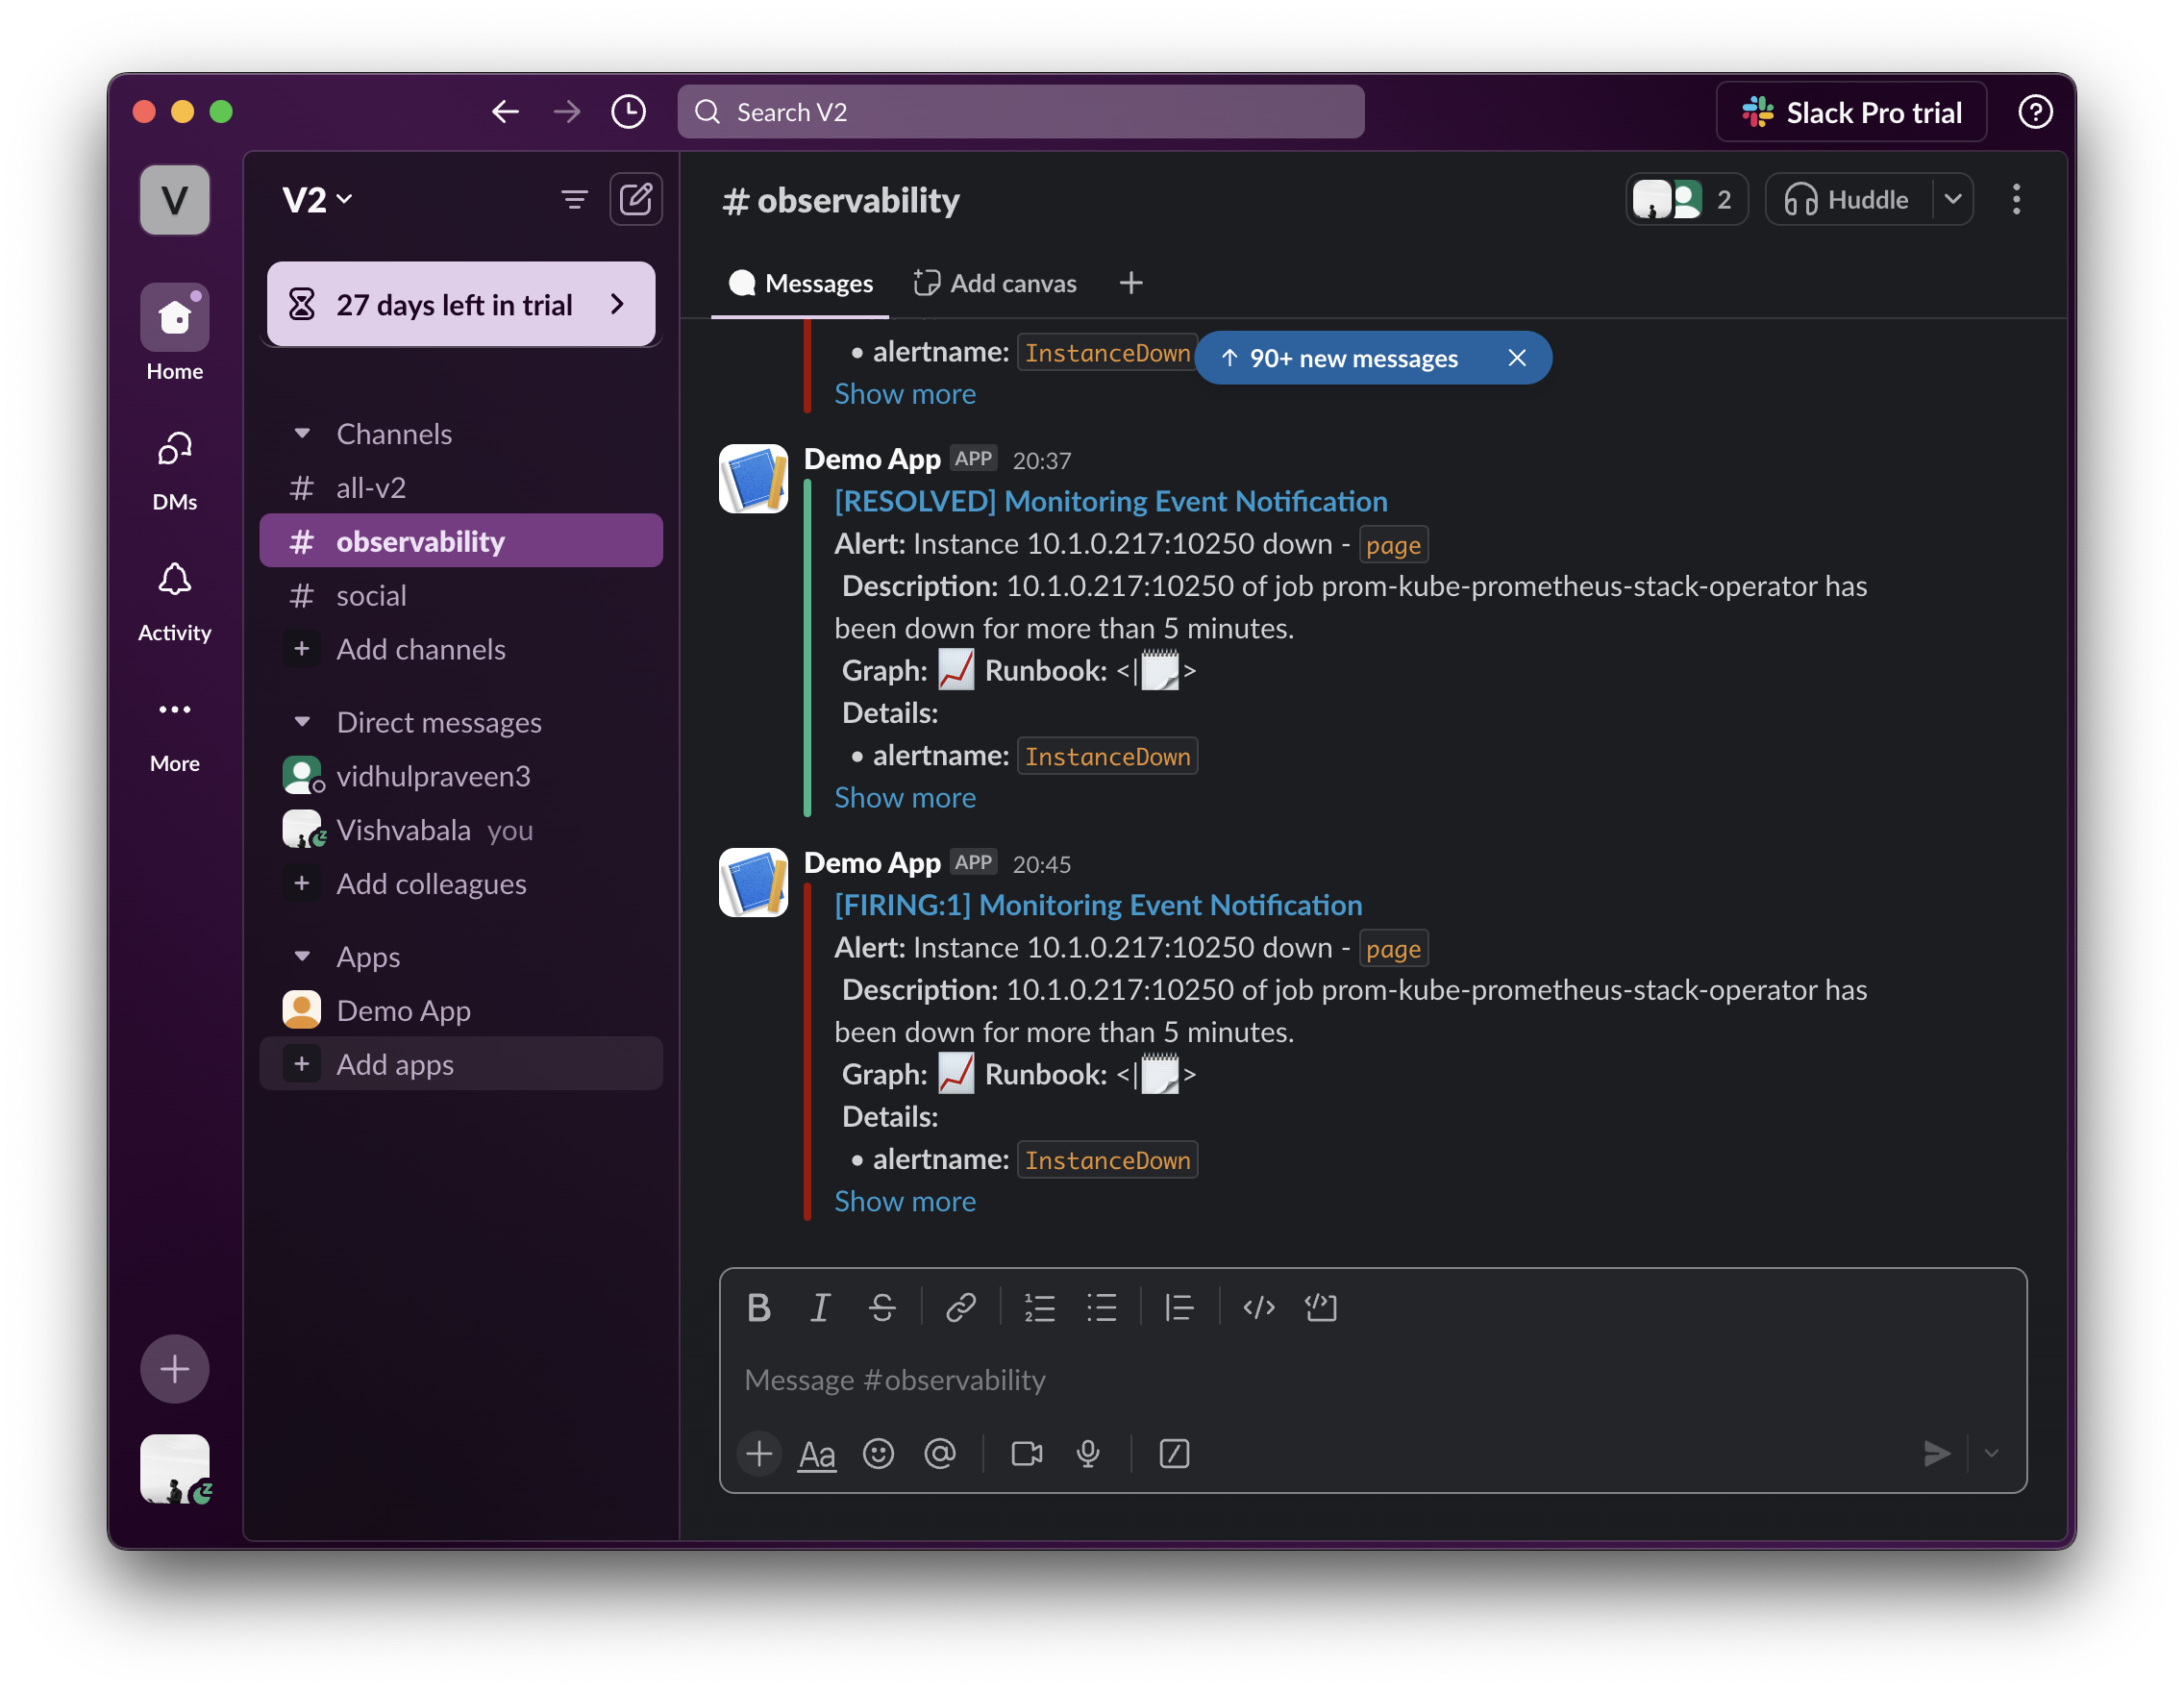 Search V2
Slack Pro trial
V
Home
DMs
Activity
More
V2
27 days left in trial
Channels
# all-v2
# observability
# social
+ Add channels
Direct messages
vidhulpraveen3
Vishvabala you
+ Add colleagues
Apps
Demo App
+ Add apps
# observability
2
Huddle
Messages
Add canvas
+
• alertname: InstanceDown
↑ 90+ new messages
Show more
Demo App APP 20:37
[RESOLVED] Monitoring Event Notification
Alert: Instance 10.1.0.217:10250 down - page
Description: 10.1.0.217:10250 of job prom-kube-prometheus-stack-operator has
been down for more than 5 minutes.
Graph: 📈 Runbook: <|🗒>
Details:
• alertname: InstanceDown
Show more
Demo App APP 20:45
[FIRING:1] Monitoring Event Notification
Alert: Instance 10.1.0.217:10250 down - page
Description: 10.1.0.217:10250 of job prom-kube-prometheus-stack-operator has
been down for more than 5 minutes.
Graph: 📈 Runbook: <|🗒>
Details:
• alertname: InstanceDown
Show more
B I S
Message #observability
+ Aa @